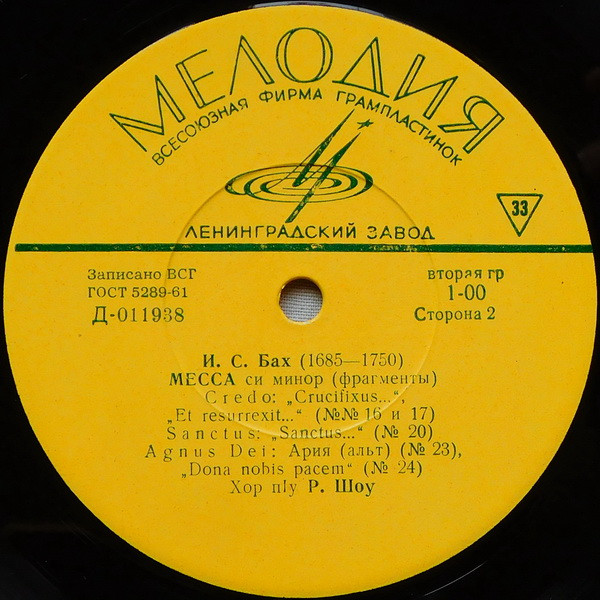 МЕЛОДИЯ
ВСЕСОЮЗНАЯ ФИРМА ГРАМПЛАСТИНОК
ЛЕНИНГРАДСКИЙ ЗАВОД
33
Записано ВСГ
ГОСТ 5289-61
Д-011938
вторая гр
1-00
Сторона 2
И. С. Бах (1685—1750)
МЕССА си минор (фрагменты)
Credo: „Crucifixus...“,
„Et resurrexit...“ (№№ 16 и 17)
Sanctus: „Sanctus...“ (№ 20)
Agnus Dei: Ария (альт) (№ 23),
„Dona nobis pacem“ (№ 24)
Хор п/у Р. Шоу